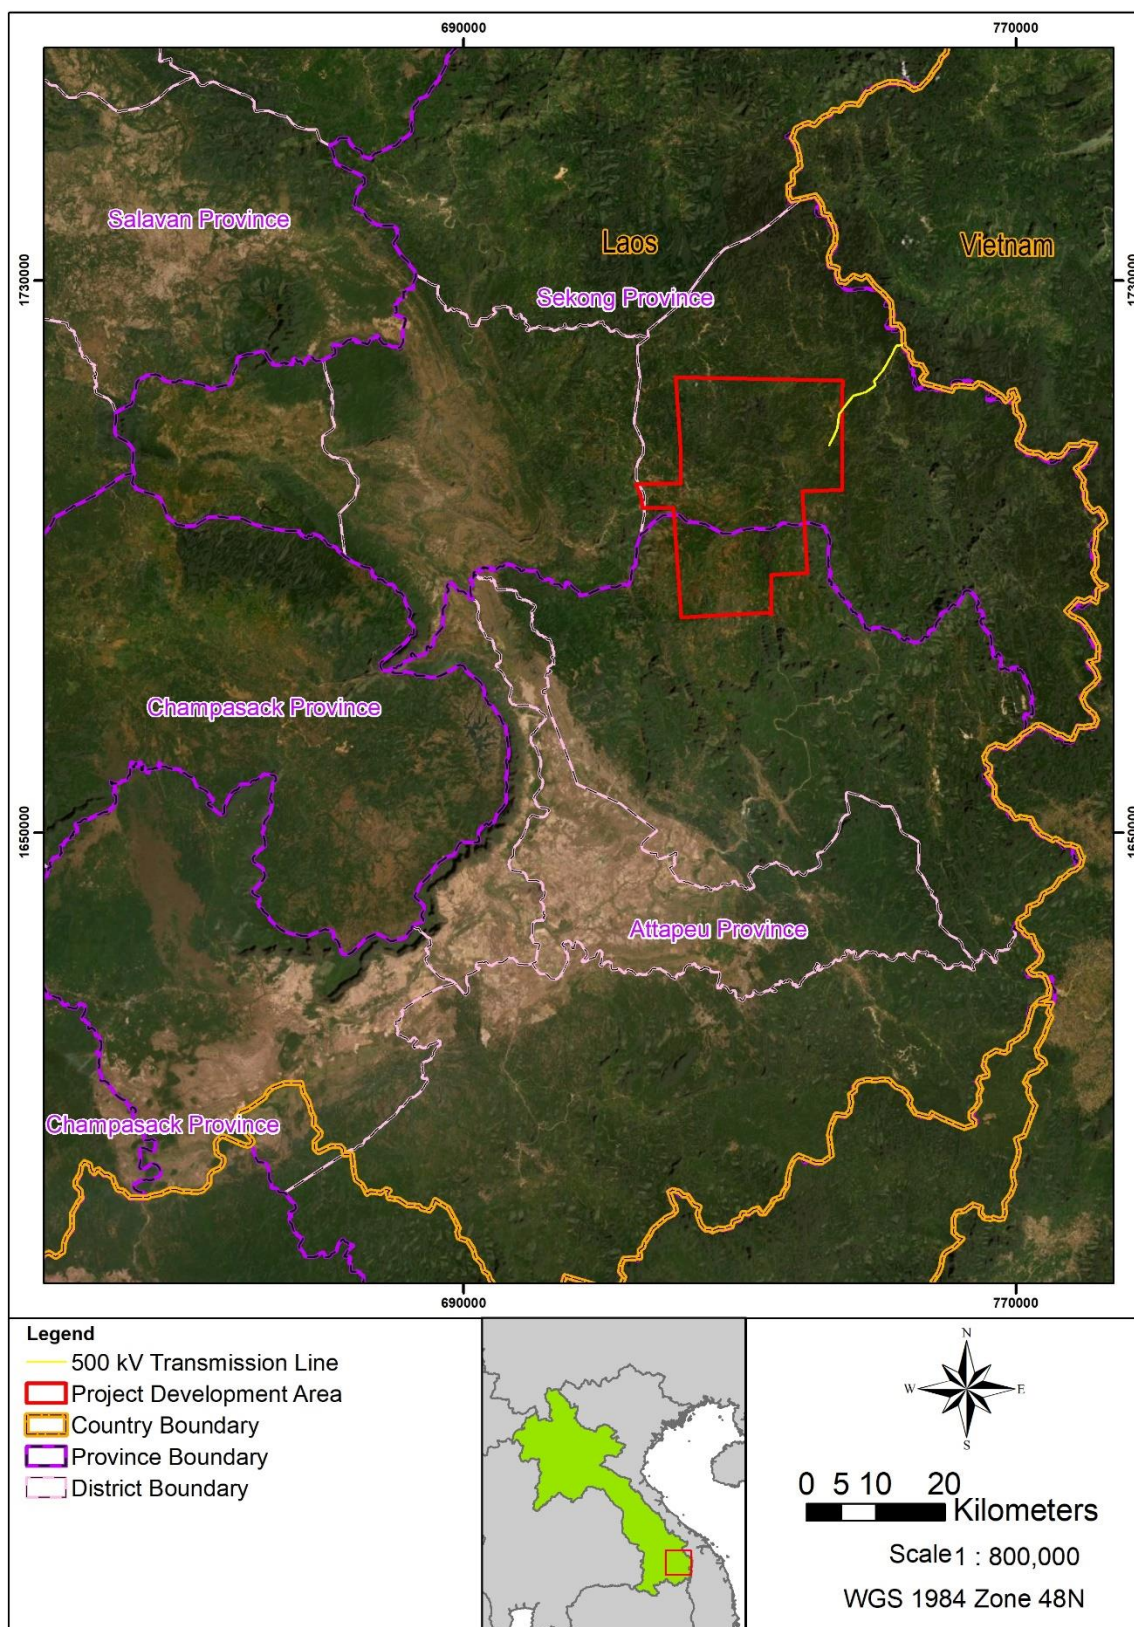 690000
770000
Salavan Province
Laos
Vietnam
1730000
1730000
Sekong Province
Champasack Province
1650000
1650000
Attapeu Province
Champasack Province
690000
770000
Legend
500 kV Transmission Line
Project Development Area
Country Boundary
Province Boundary
District Boundary
N
W
E
S
0 5 10 20
Kilometers
Scale 1 : 800,000
WGS 1984 Zone 48N